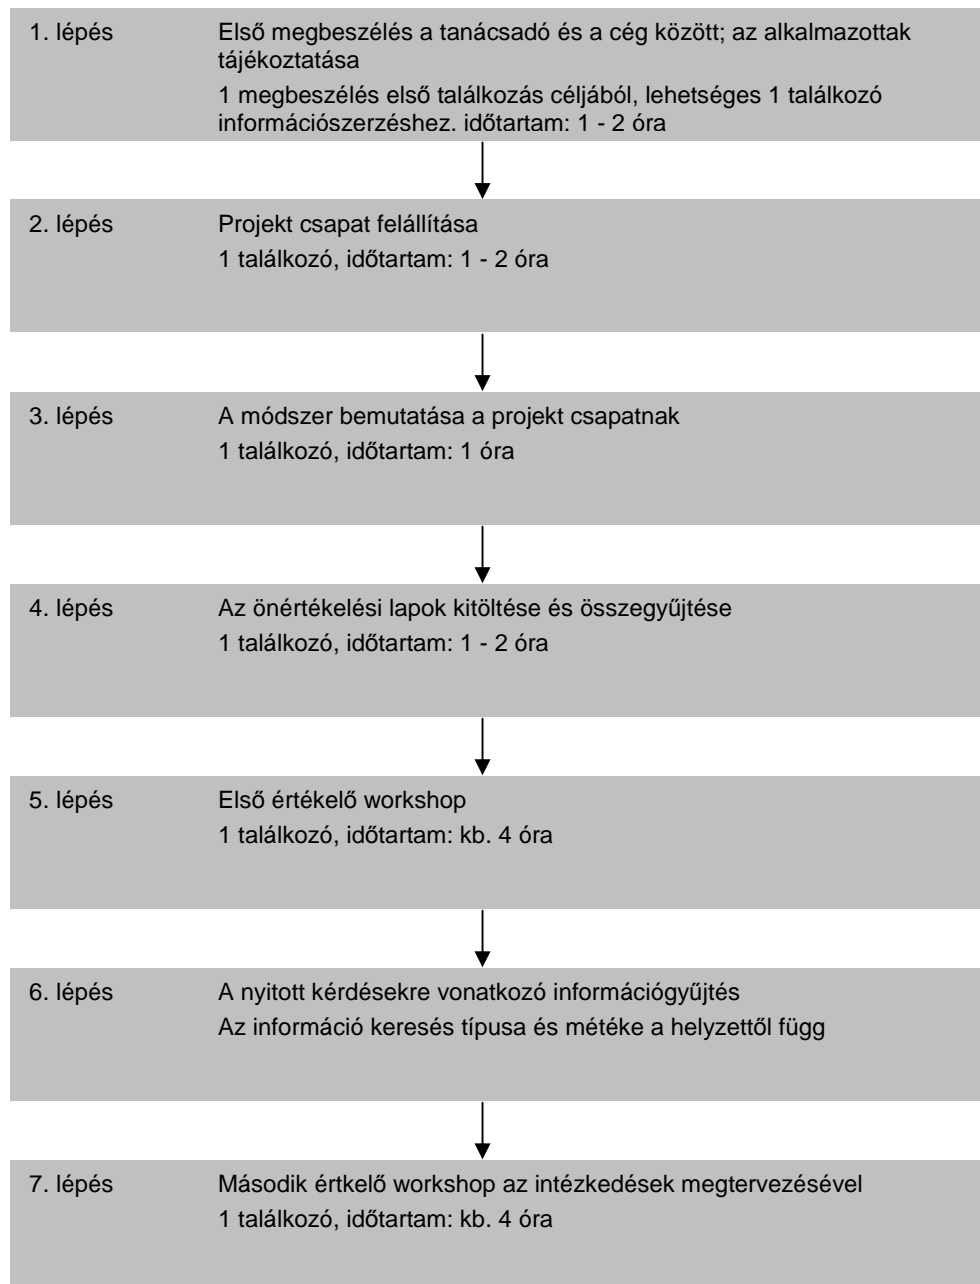 1. lépés Első megbeszélés a tanácsadó és a cég között; az alkalmazottak
tájékoztatása
1 megbeszélés első találkozás céljából, lehetséges 1 találkozó
információszerzéshez. időtartam: 1 - 2 óra
2. lépés Projekt csapat felállítása
1 találkozó, időtartam: 1 - 2 óra
3. lépés A módszer bemutatása a projekt csapatnak
1 találkozó, időtartam: 1 óra
4. lépés Az önértékelési lapok kitöltése és összegyűjtése
1 találkozó, időtartam: 1 - 2 óra
5. lépés Első értékelő workshop
1 találkozó, időtartam: kb. 4 óra
6. lépés A nyitott kérdésekre vonatkozó információgyűjtés
Az információ keresés típusa és météke a helyzettől függ
7. lépés Második értkelő workshop az intézkedések megtervezésével
1 találkozó, időtartam: kb. 4 óra